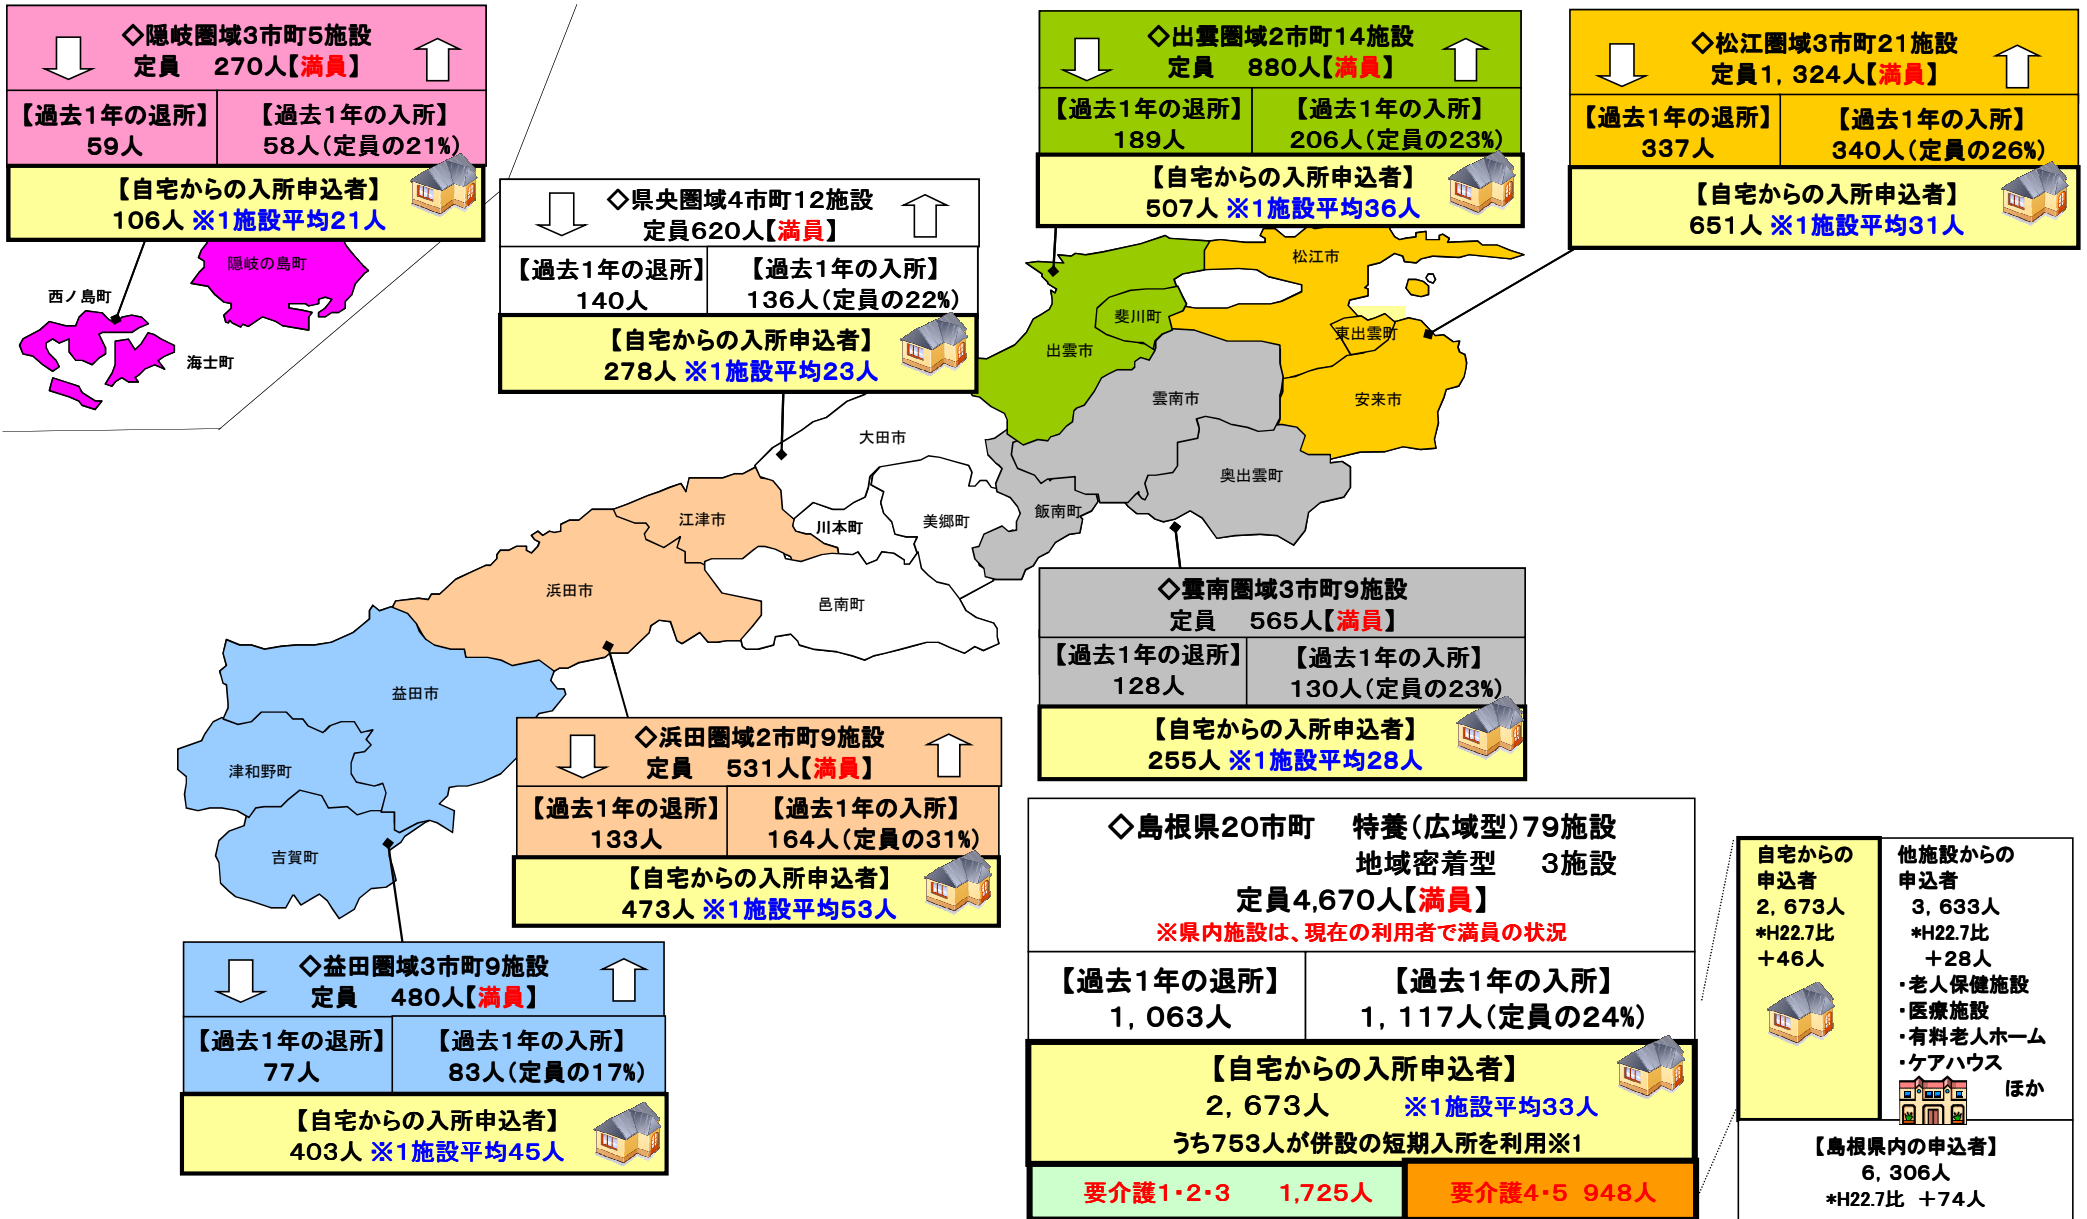 ◇隠岐圏域3市町5施設
定員　270人【満員】
【過去1年の退所】
59人
【過去1年の入所】
58人(定員の21%)
【自宅からの入所申込者】
106人 ※1施設平均21人
◇県央圏域4市町12施設
定員620人【満員】
【過去1年の退所】
140人
【過去1年の入所】
136人(定員の22%)
【自宅からの入所申込者】
278人 ※1施設平均23人
◇出雲圏域2市町14施設
定員　880人【満員】
【過去1年の退所】
189人
【過去1年の入所】
206人(定員の23%)
【自宅からの入所申込者】
507人 ※1施設平均36人
◇松江圏域3市町21施設
定員1,324人【満員】
【過去1年の退所】
337人
【過去1年の入所】
340人(定員の26%)
【自宅からの入所申込者】
651人 ※1施設平均31人
隠岐の島町
西ノ島町
海士町
松江市
斐川町
出雲市
東出雲町
安来市
雲南市
奥出雲町
飯南町
大田市
美郷町
川本町
江津市
邑南町
浜田市
益田市
津和野町
吉賀町
◇雲南圏域3市町9施設
定員　565人【満員】
【過去1年の退所】
128人
【過去1年の入所】
130人(定員の23%)
【自宅からの入所申込者】
255人 ※1施設平均28人
◇浜田圏域2市町9施設
定員　531人【満員】
【過去1年の退所】
133人
【過去1年の入所】
164人(定員の31%)
【自宅からの入所申込者】
473人 ※1施設平均53人
◇益田圏域3市町9施設
定員　480人【満員】
【過去1年の退所】
77人
【過去1年の入所】
83人(定員の17%)
【自宅からの入所申込者】
403人 ※1施設平均45人
◇島根県20市町　特養(広域型)79施設
地域密着型　3施設
定員4,670人【満員】
※県内施設は、現在の利用者で満員の状況
【過去1年の退所】
1,063人
【過去1年の入所】
1,117人(定員の24%)
【自宅からの入所申込者】
2,673人　※1施設平均33人
うち753人が併設の短期入所を利用※1
要介護1・2・3　1,725人
要介護4・5 948人
自宅からの
申込者
2,673人
*H22.7比
+46人
他施設からの
申込者
3,633人
*H22.7比
+28人
・老人保健施設
・医療施設
・有料老人ホーム
・ケアハウス
ほか
【島根県内の申込者】
6,306人
*H22.7比 +74人